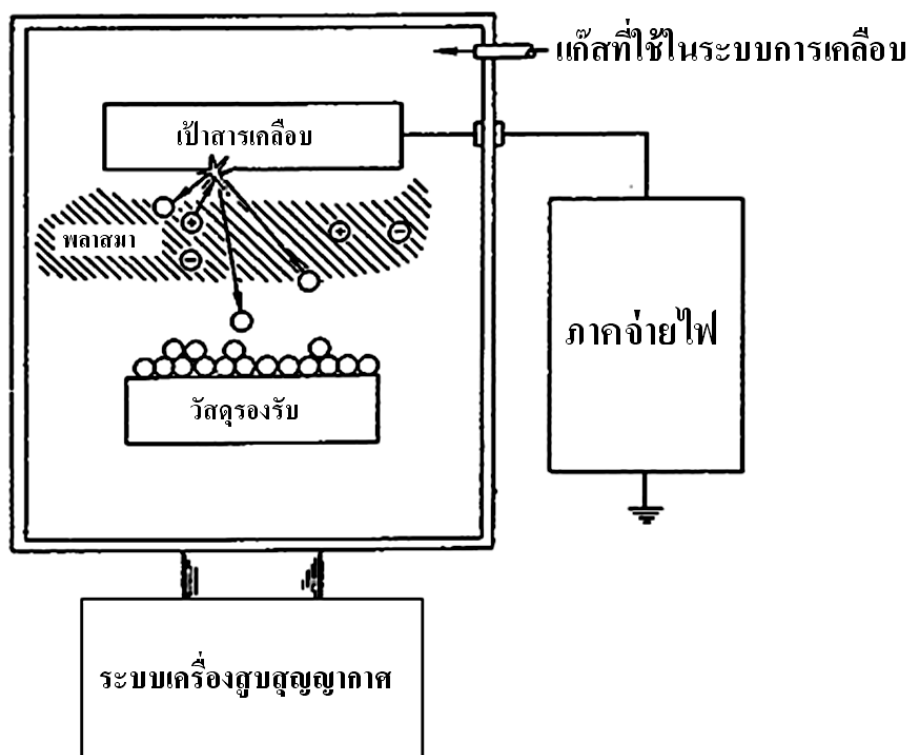 แก๊สที่ใช้ในระบบการเคลือบ
เป้าสารเคลือบ
พลาสมา
ภาคจ่ายไฟ
วัสดุรองรับ
ระบบเครื่องสูบสุญญากาศ